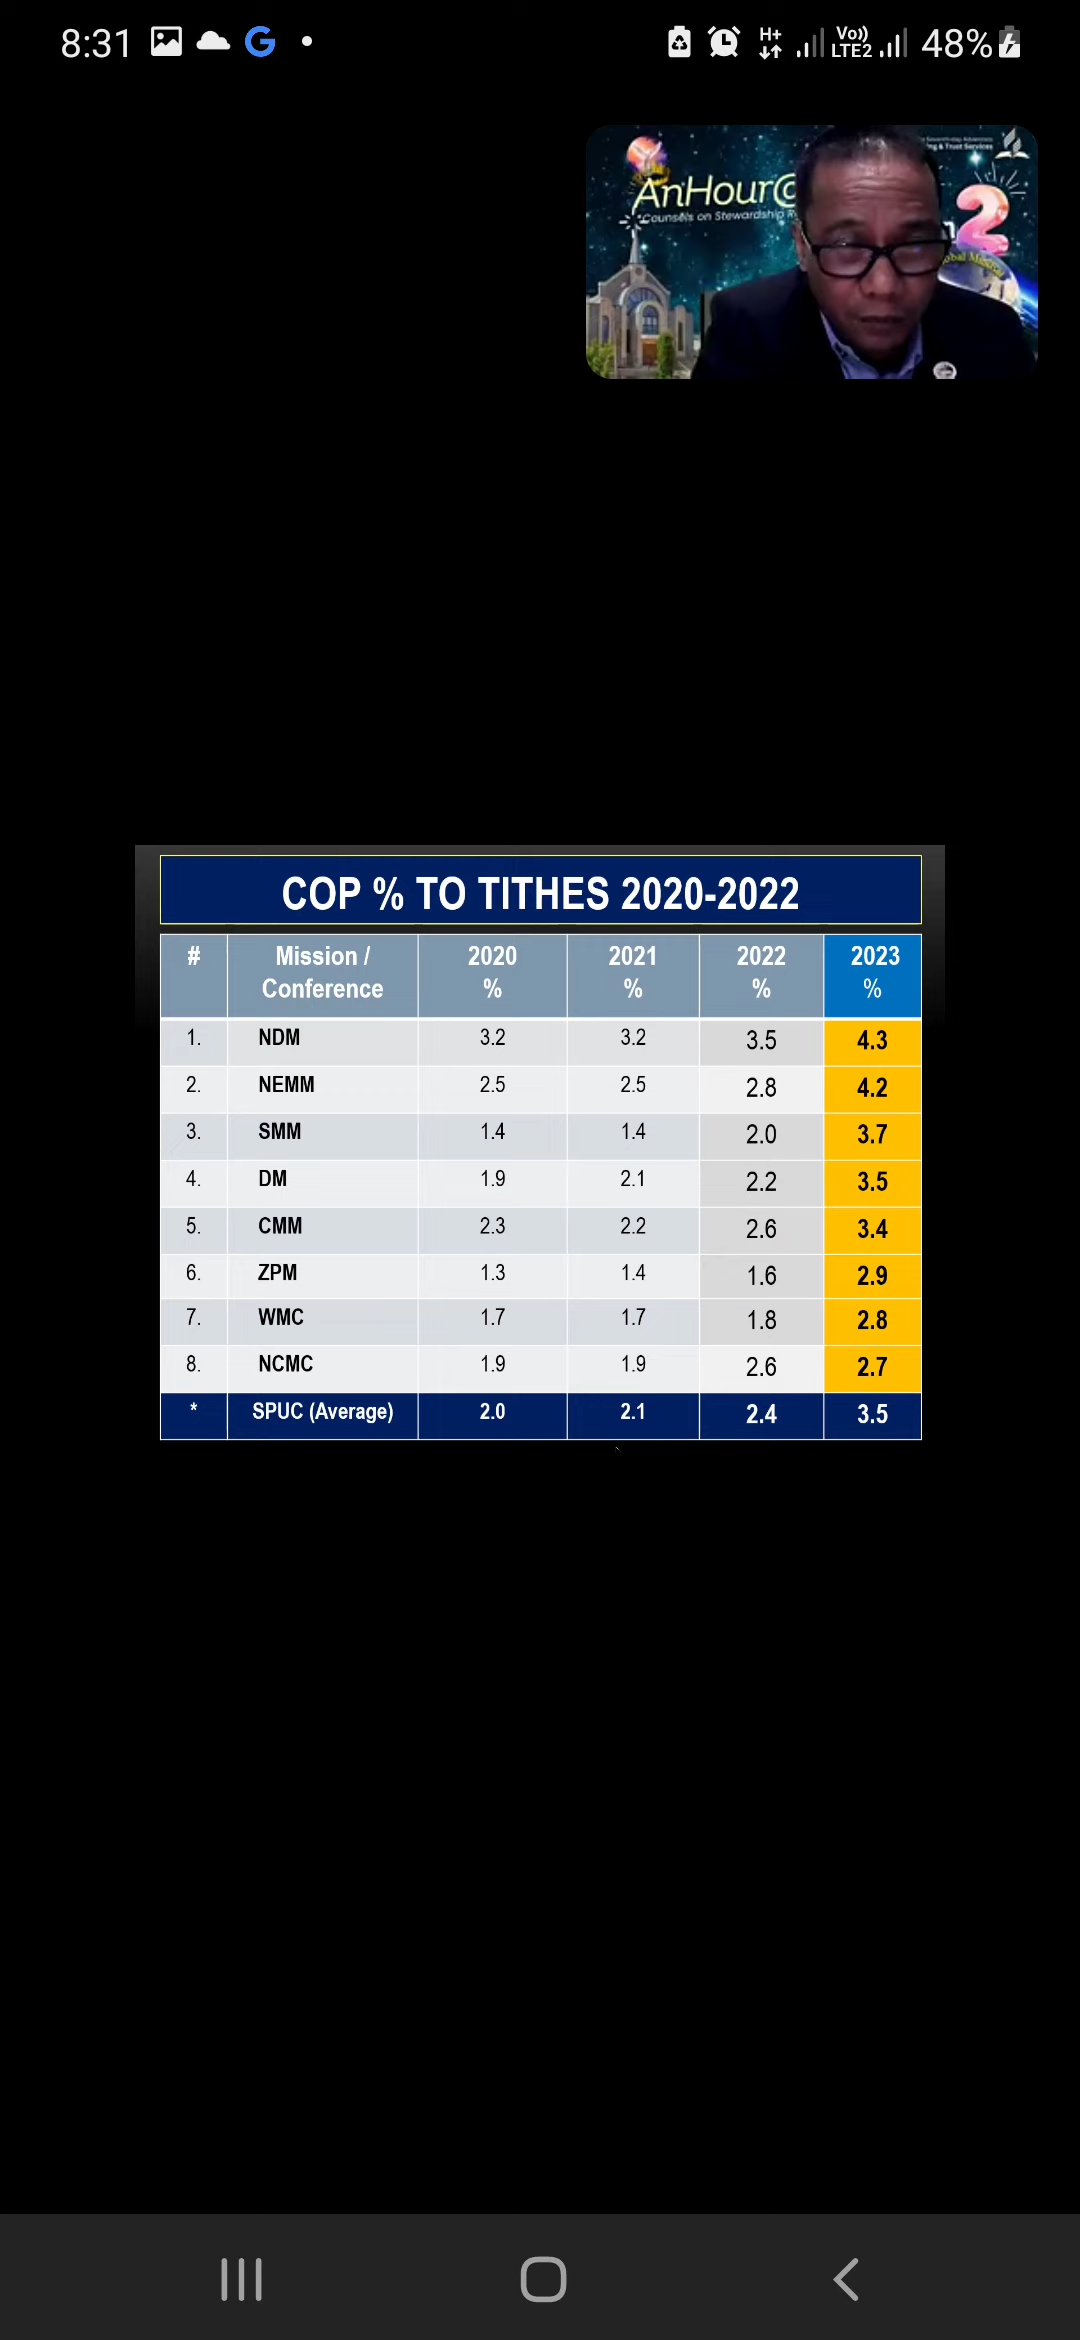 8:31 G H+ Vo)) LTE2 48%
AnHour@
Counsels on Stewardship
2
COP % TO TITHES 2020-2022
# Mission / Conference 2020 % 2021 % 2022 % 2023 %
1. NDM 3.2 3.2 3.5 4.3
2. NEMM 2.5 2.5 2.8 4.2
3. SMM 1.4 1.4 2.0 3.7
4. DM 1.9 2.1 2.2 3.5
5. CMM 2.3 2.2 2.6 3.4
6. ZPM 1.3 1.4 1.6 2.9
7. WMC 1.7 1.7 1.8 2.8
8. NCMC 1.9 1.9 2.6 2.7
* SPUC (Average) 2.0 2.1 2.4 3.5